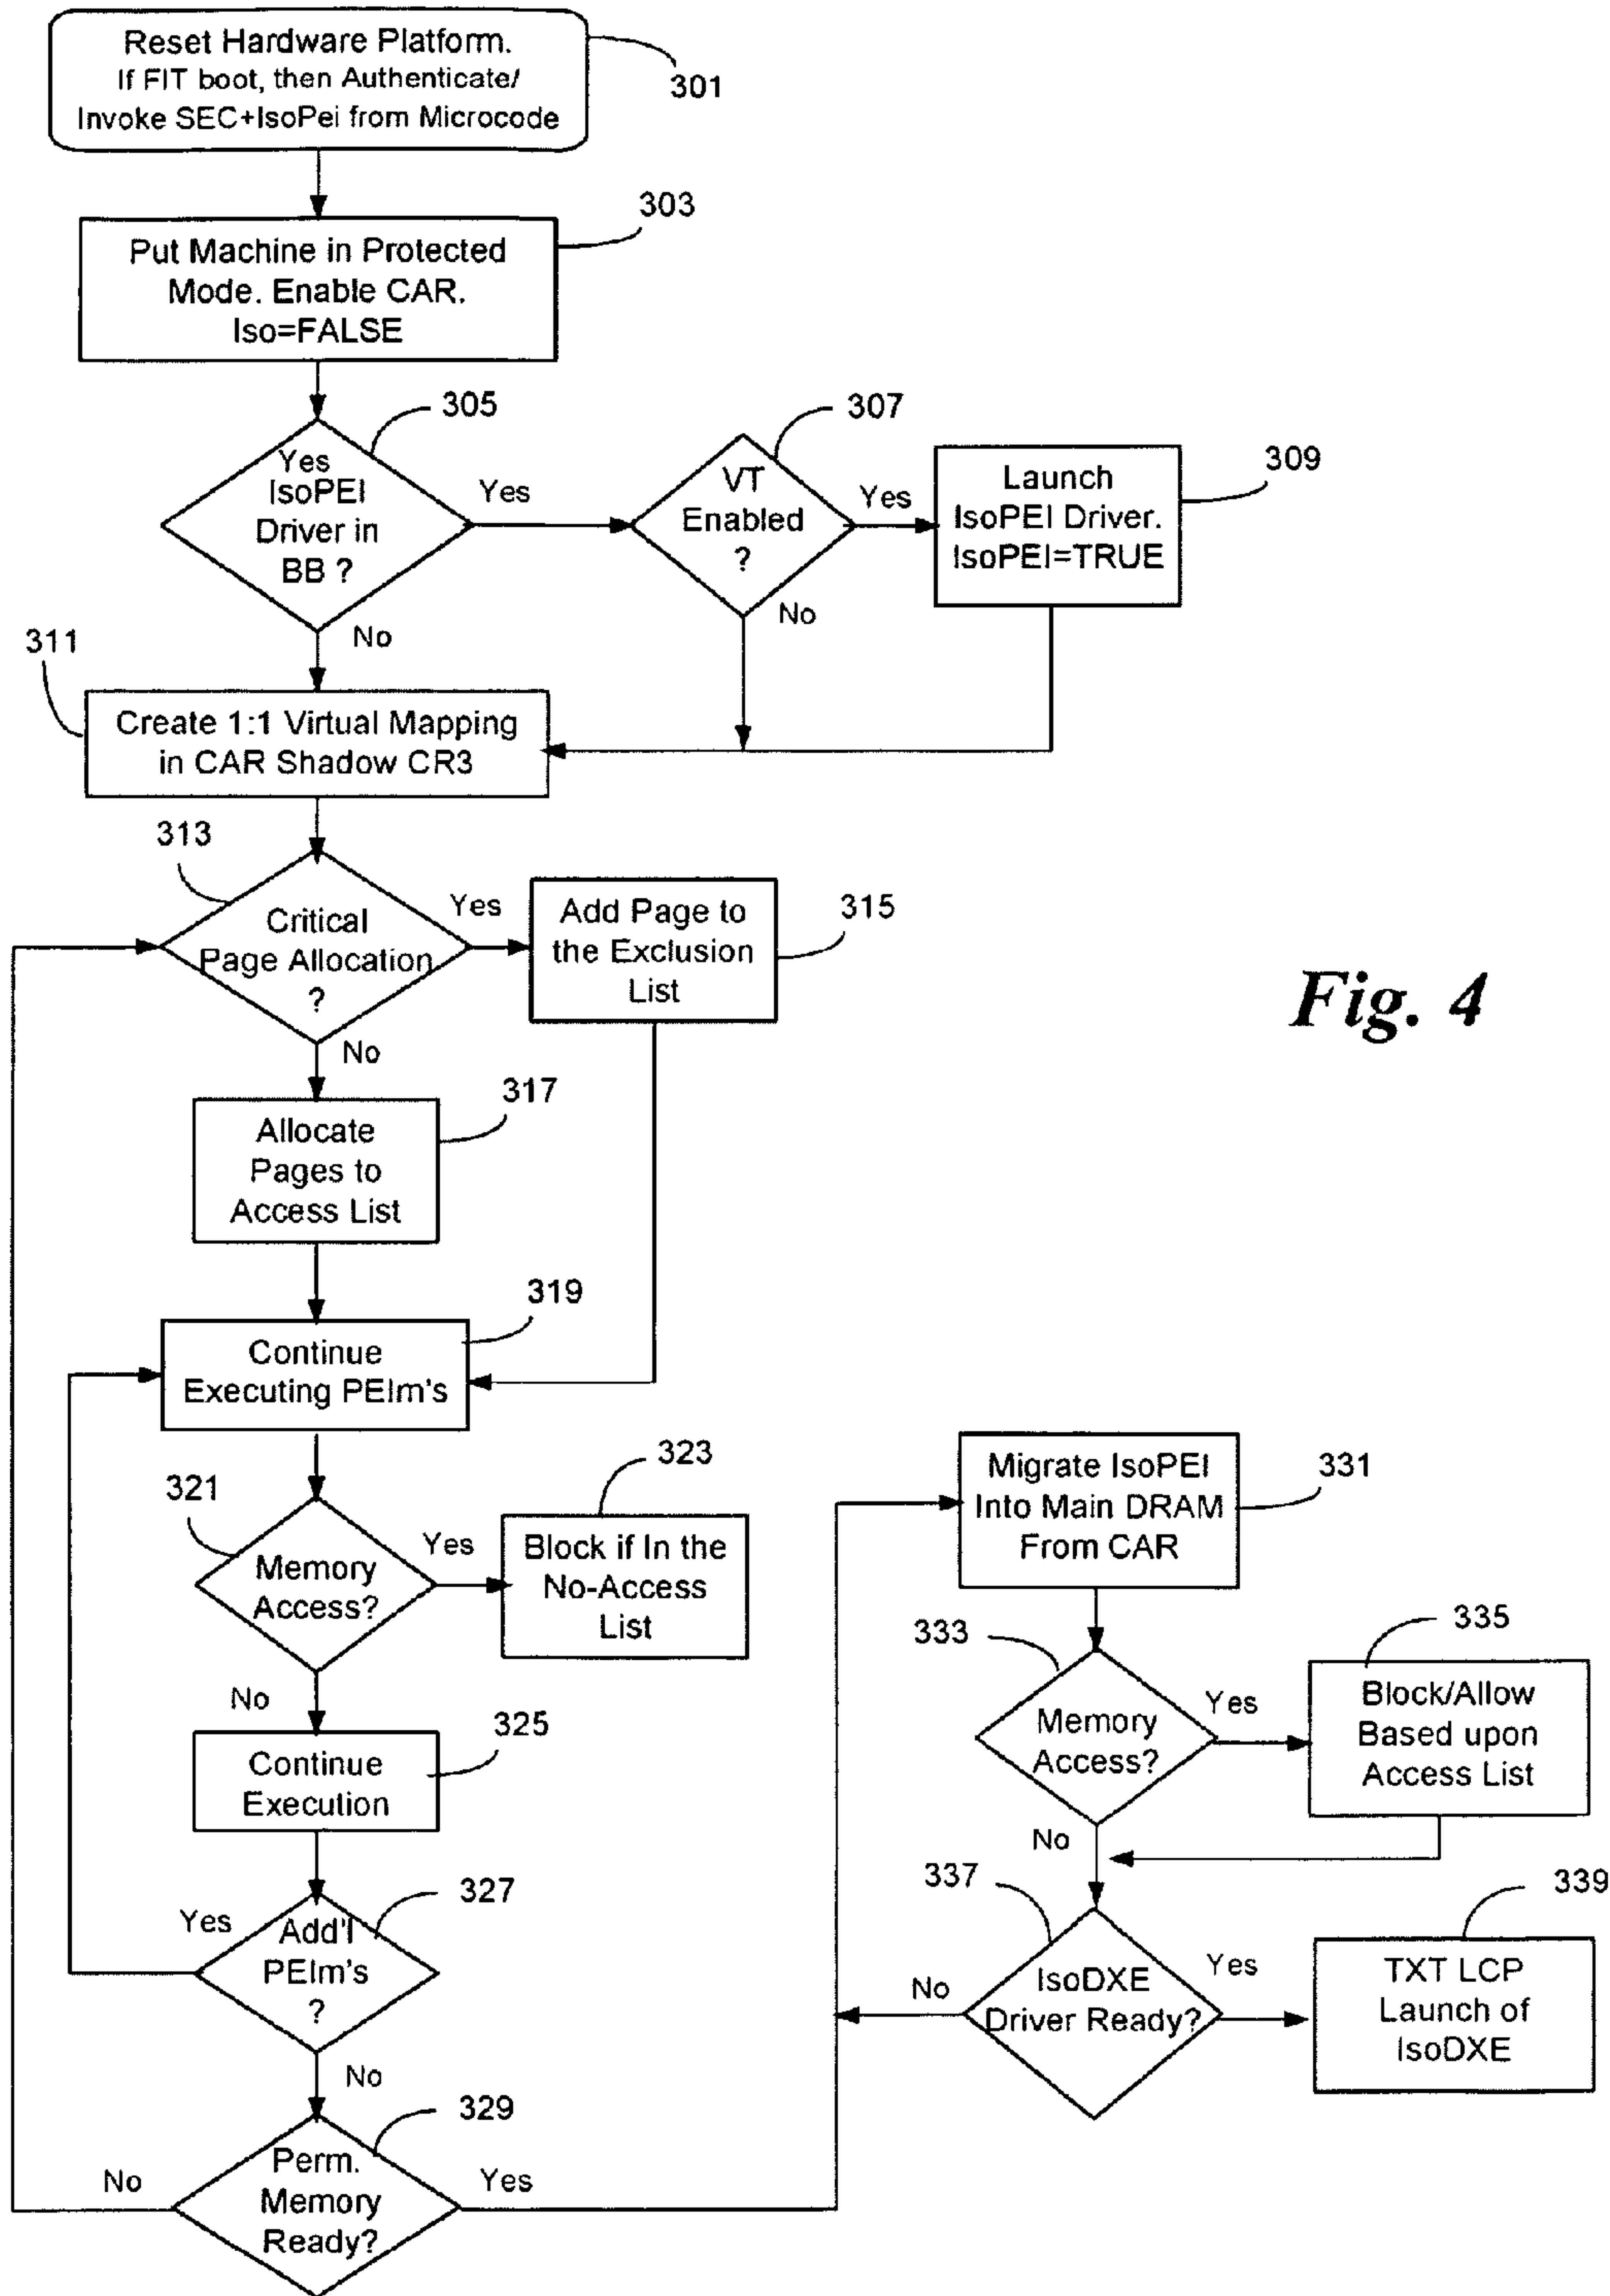 Reset Hardware Platform.
If FIT boot, then Authenticate/
Invoke SEC+IsoPei from Microcode
301
303
Put Machine in Protected
Mode. Enable CAR.
Iso=FALSE
305
Yes
IsoPEI
Driver in
BB ?
Yes
No
307
VT
Enabled
?
Yes
No
309
Launch
IsoPEI Driver.
IsoPEI=TRUE
311
Create 1:1 Virtual Mapping
in CAR Shadow CR3
313
Critical
Page Allocation
?
Yes
No
Add Page to
the Exclusion
List
315
Fig. 4
317
Allocate
Pages to
Access List
319
Continue
Executing PEIm's
321
Memory
Access?
Yes
No
323
Block if In the
No-Access
List
325
Continue
Execution
327
Yes
Add'l
PEIm's
?
No
329
Perm.
Memory
Ready?
No
Yes
Migrate IsoPEI
Into Main DRAM
From CAR
331
333
Memory
Access?
Yes
No
335
Block/Allow
Based upon
Access List
337
IsoDXE
Driver Ready?
No
Yes
339
TXT LCP
Launch of
IsoDXE